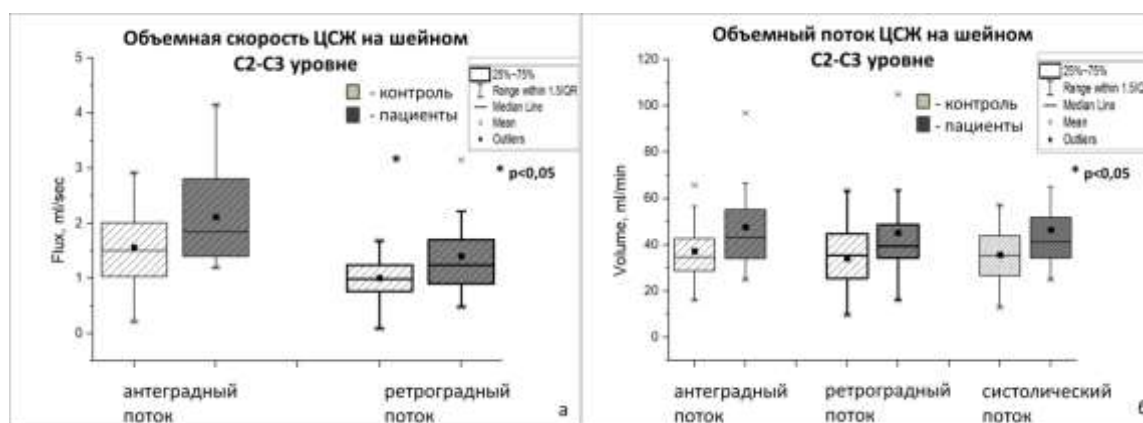 Объемная скорость ЦСЖ на шейном
С2-С3 уровне
25%~75%
Range within 1.5IQR
Median Line
Mean
Outliers
- контроль
- пациенты
* p<0,05
Flux, ml/sec
5
4
3
2
1
0
антеградный
поток
ретроградный
поток
а
Объемный поток ЦСЖ на шейном
С2-С3 уровне
25%~75%
Range within 1.5IQ
Median Line
Mean
Outliers
- контроль
- пациенты
* p<0,05
Volume, ml/min
120
100
80
60
40
20
0
антеградный
поток
ретроградный
поток
систолический
поток
б